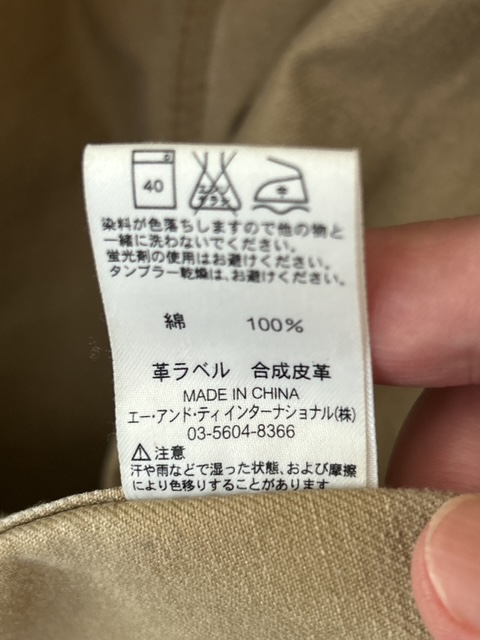 40
エンソ
サラシ
中
染料が色落ちしますので他の物と
一緒に洗わないでください。
蛍光剤の使用はお避けください。
タンブラー乾燥は、お避けください。
綿 100%
革ラベル 合成皮革
MADE IN CHINA
エー・アンド・ティ インターナショナル(株)
03-5604-8366
⚠注意
汗や雨などで湿った状態、および摩擦
により色移りすることがあります